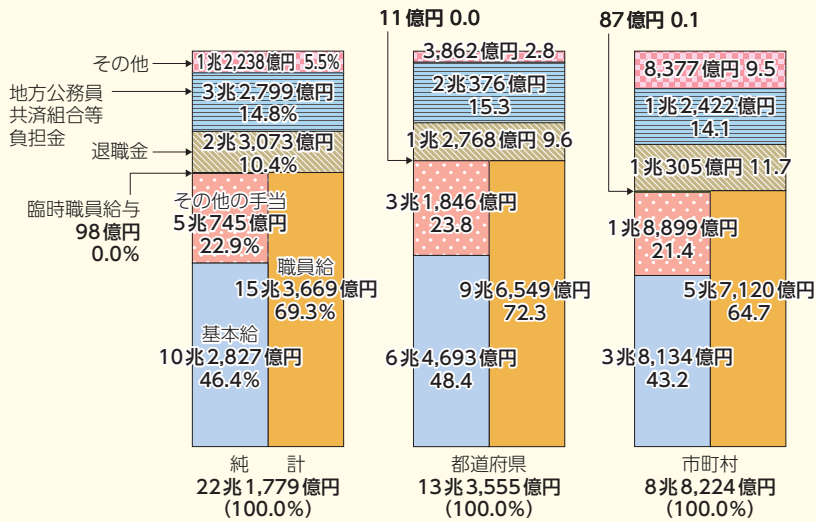 11億円 0.0
87億円 0.1
その他
1兆2,238億円 5.5%
地方公務員
共済組合等
負担金
3兆2,799億円
14.8%
退職金
2兆3,073億円
10.4%
臨時職員給与
98億円
0.0%
その他の手当
5兆745億円
22.9%
職員給
15兆3,669億円
69.3%
基本給
10兆2,827億円
46.4%
純計
22兆1,779億円
(100.0%)
3,862億円 2.8
2兆376億円
15.3
1兆2,768億円 9.6
3兆1,846億円
23.8
9兆6,549億円
72.3
6兆4,693億円
48.4
都道府県
13兆3,555億円
(100.0%)
8,377億円 9.5
1兆2,422億円
14.1
1兆305億円 11.7
1兆8,899億円
21.4
5兆7,120億円
64.7
3兆8,134億円
43.2
市町村
8兆8,224億円
(100.0%)